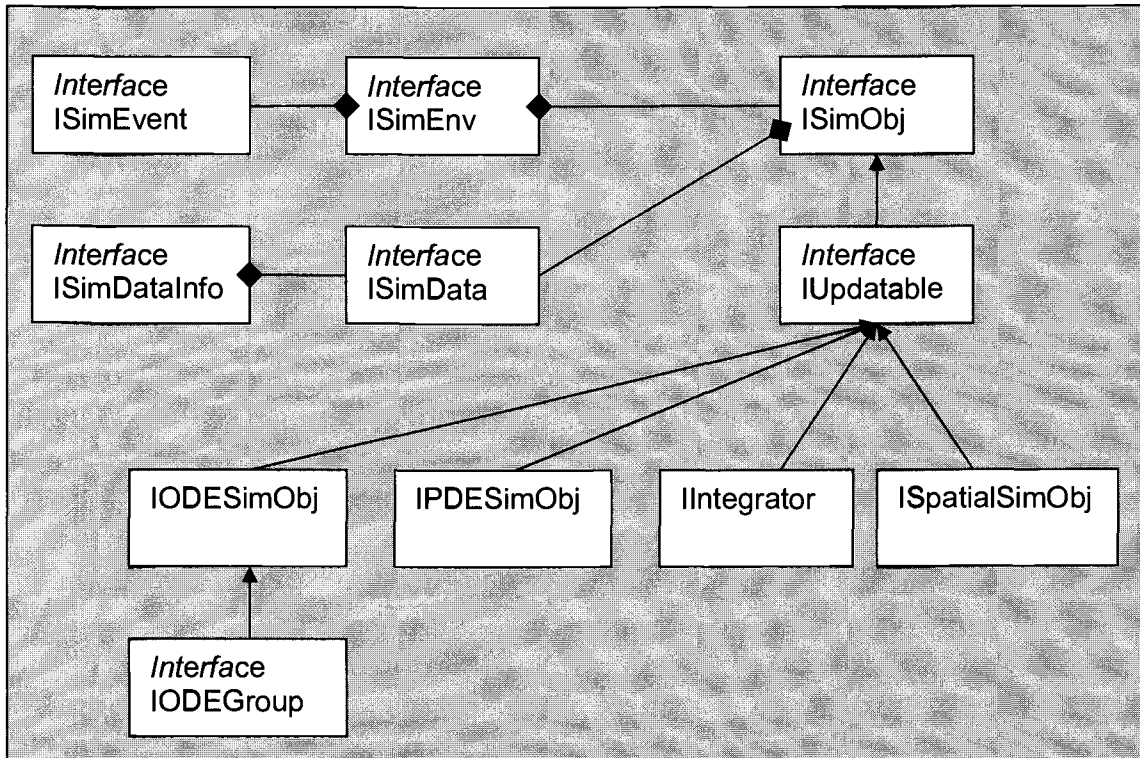 Interface
ISimEvent
Interface
ISimEnv
Interface
ISimObj
Interface
ISimDataInfo
Interface
ISimData
Interface
IUpdatable
IODESimObj
IPDESimObj
IIntegrator
ISpatialSimObj
Interface
IODEGroup